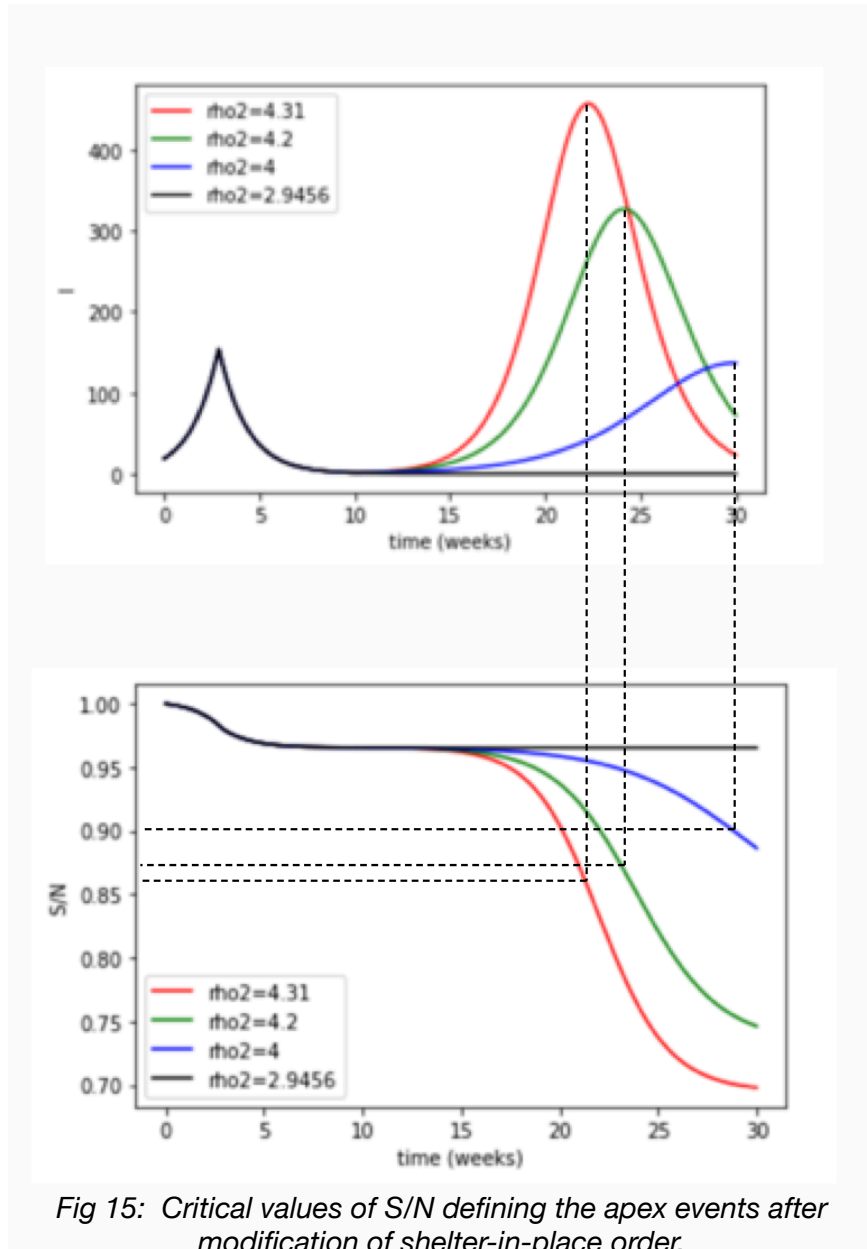 rho2=4.31
rho2=4.2
rho2=4
rho2=2.9456
400
300
200
100
0
I
0 5 10 15 20 25 30
time (weeks)
1.00
0.95
0.90
0.85
0.80
0.75
0.70
S/N
rho2=4.31
rho2=4.2
rho2=4
rho2=2.9456
0 5 10 15 20 25 30
time (weeks)
Fig 15: Critical values of S/N defining the apex events after
modification of shelter-in-place order.